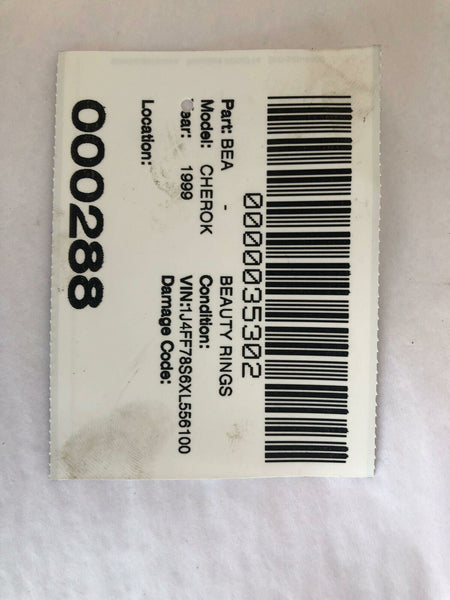 0000035302
Part: BEA - BEAUTY RINGS
Model: CHEROK Condition:
Year: 1999 VIN:1J4FF78S6XL556100
Damage Code:
Location:
000288